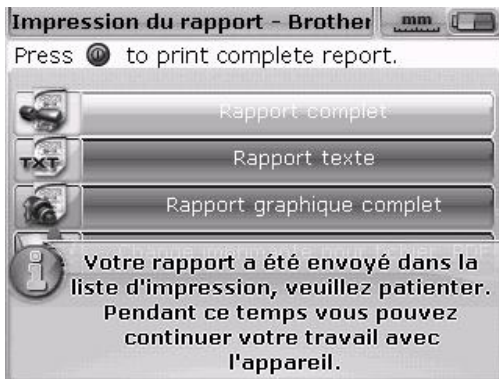 Impression du rapport - Brother mm
Press to print complete report.
Rapport complet
TXT Rapport texte
Rapport graphique complet
Votre rapport a été envoyé dans la
liste d'impression, veuillez patienter.
Pendant ce temps vous pouvez
continuer votre travail avec
l'appareil.